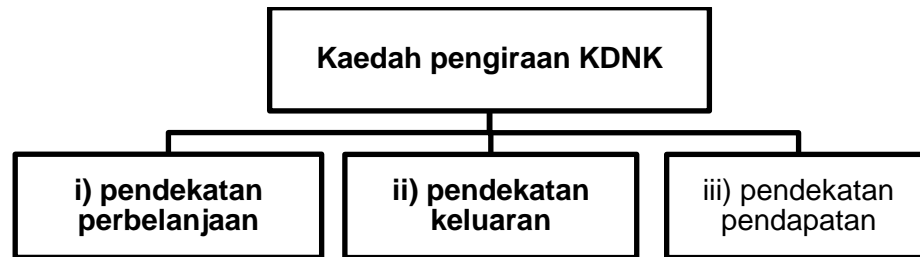 Kaedah pengiraan KDNK
i) pendekatan
perbelanjaan
ii) pendekatan
keluaran
iii) pendekatan
pendapatan